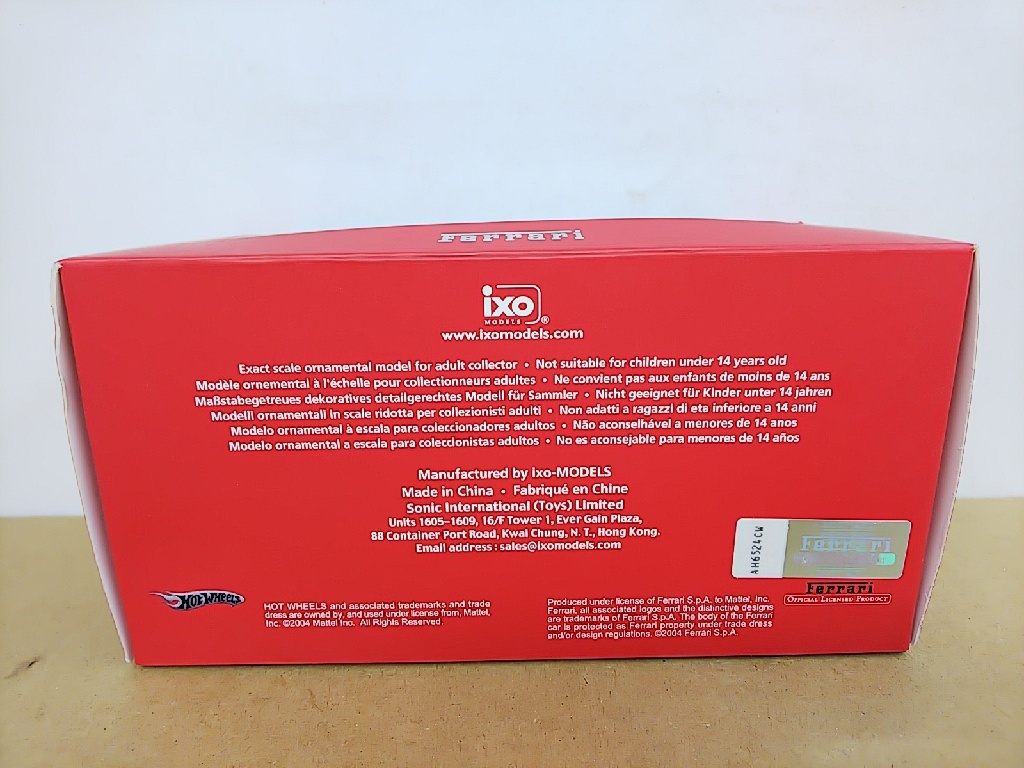 Ferrari
ixo
MODELS ®
www.ixomodels.com
Exact scale ornamental model for adult collector • Not suitable for children under 14 years old
Modèle ornemental à l'échelle pour collectionneurs adultes • Ne convient pas aux enfants de moins de 14 ans
Maßstabegetreues dekoratives detailgerechtes Modell für Sammler • Nicht geeignet für Kinder unter 14 jahren
Modelli ornamentali in scale ridotta per collezionisti adulti • Non adatti a ragazzi di eta inferiore a 14 anni
Modelo ornamental à escala para coleccionadores adultos • Não aconselhável a menores de 14 anos
Modelo ornamental a escala para coleccionistas adultos • No es aconsejable para menores de 14 años
Manufactured by ixo-MODELS
Made in China • Fabriqué en Chine
Sonic International (Toys) Limited
Units 1605–1609, 16/F Tower 1, Ever Gain Plaza,
88 Container Port Road, Kwai Chung, N. T., Hong Kong.
Email address : sales@ixomodels.com
AH6524CW
Ferrari
Ferrari
OFFICIAL LICENSED PRODUCT
HOT WHEELS
HOT WHEELS and associated trademarks and trade
dress are owned by, and used under license from, Mattel,
Inc. ©2004 Mattel Inc. All Rights Reserved.
Produced under license of Ferrari S.p.A. to Mattel, Inc.
Ferrari, all associated logos and the distinctive designs
are trademarks of Ferrari S.p.A. The body of the Ferrari
car is protected as Ferrari property under trade dress
and/or design regulations. ©2004 Ferrari S.p.A.